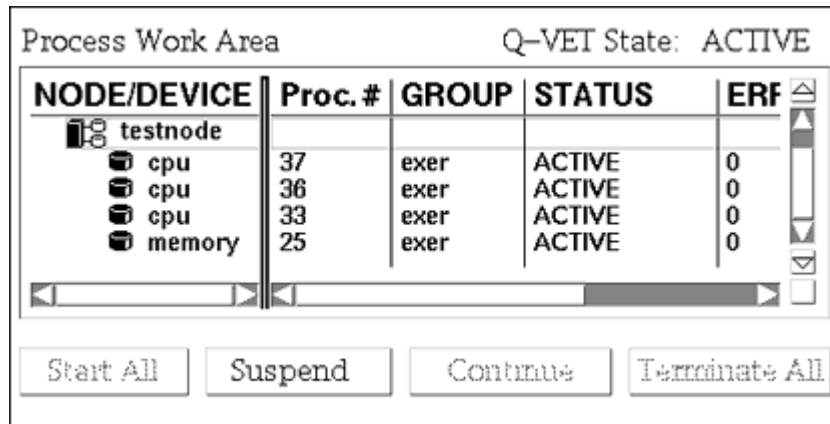 Process Work Area Q-VET State: ACTIVE
NODE/DEVICE Proc. # GROUP STATUS ERF
testnode
cpu 37 exer ACTIVE 0
cpu 36 exer ACTIVE 0
cpu 33 exer ACTIVE 0
memory 25 exer ACTIVE 0
Start All Suspend Continue Terminate All